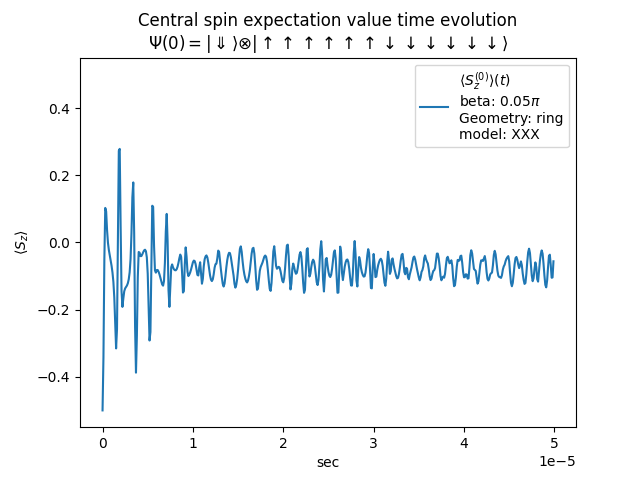 Central spin expectation value time evolution
Ψ(0) = |⇓⟩⊗|↑ ↑ ↑ ↑ ↑ ↑ ↓ ↓ ↓ ↓ ↓ ↓⟩
⟨S_z^{(0)}⟩(t)
beta: 0.05π
Geometry: ring
model: XXX
0.4
0.2
0.0
−0.2
−0.4
⟨S_z⟩
0 1 2 3 4 5
1e−5
sec